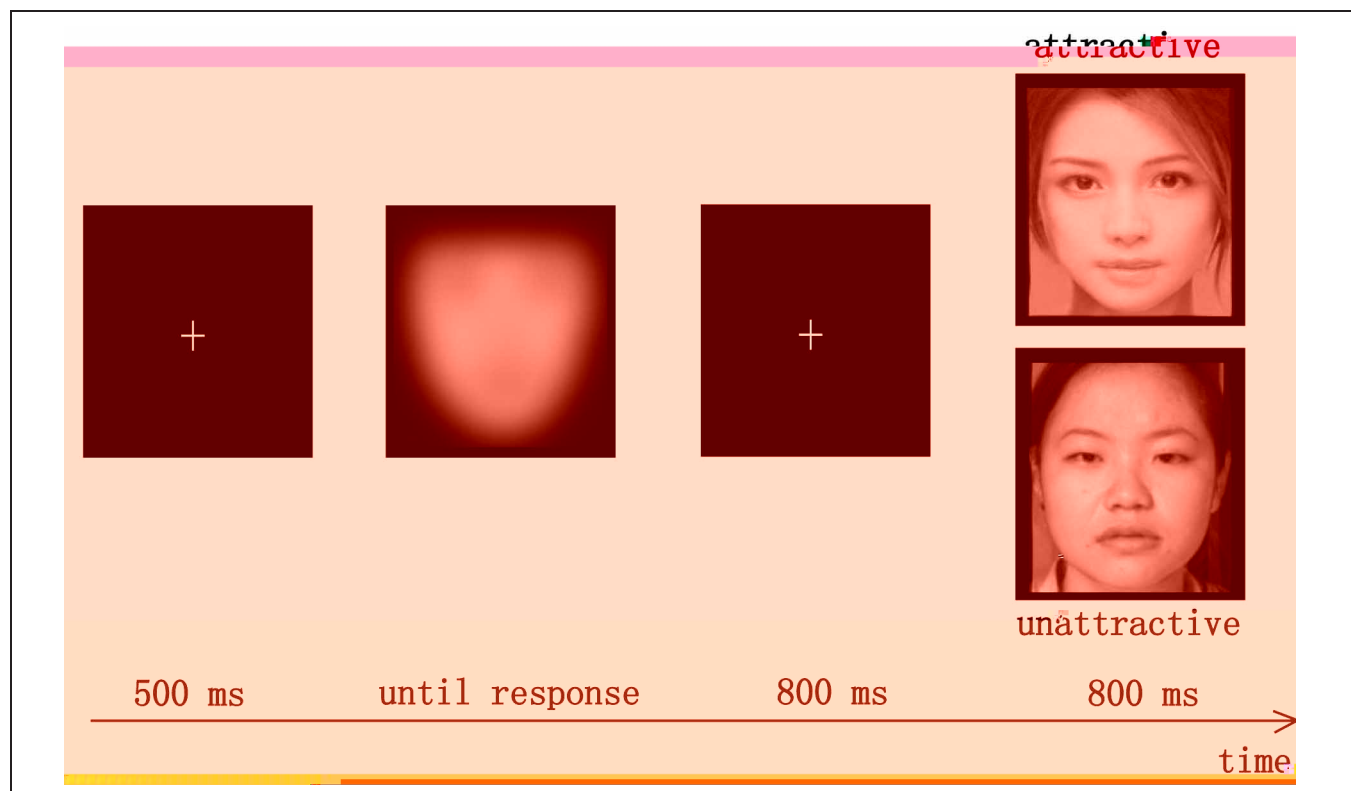 attractive
unattractive
500 ms
until response
800 ms
800 ms
time